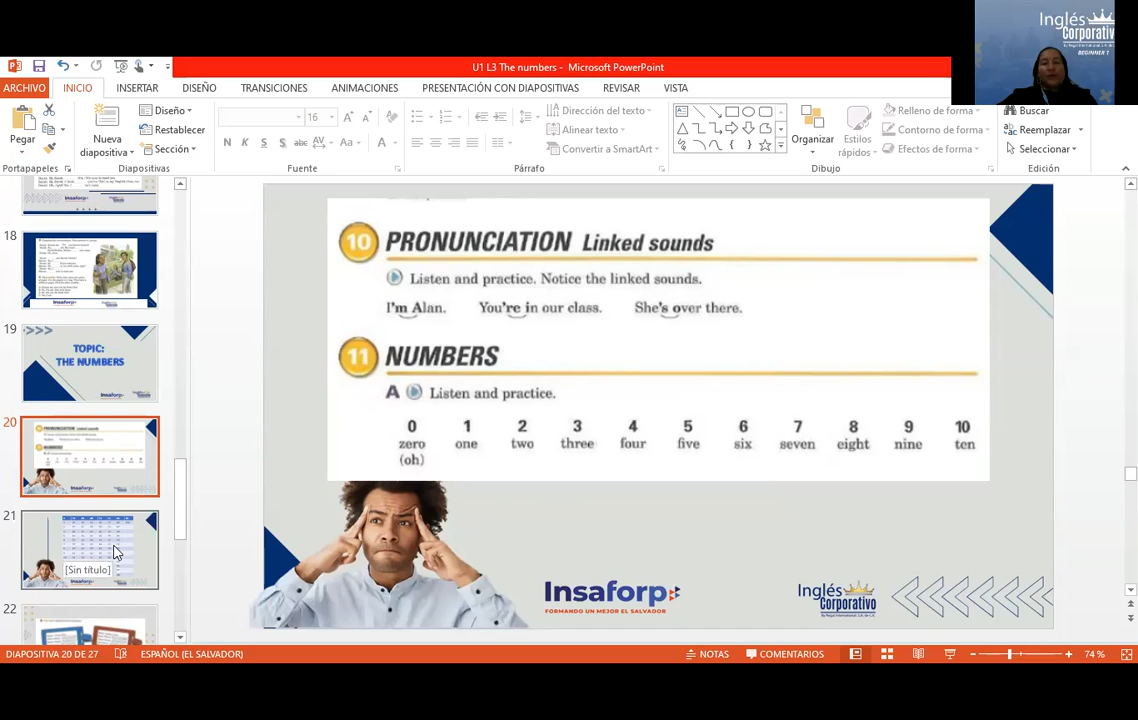 Inglés
Corporativo
BEGINNER 1
U1 L3 The numbers - Microsoft PowerPoint
ARCHIVO INICIO INSERTAR DISEÑO TRANSICIONES ANIMACIONES PRESENTACIÓN CON DIAPOSITIVAS REVISAR VISTA
Pegar
Nueva
diapositiva
Diseño
Restablecer
Sección
16
N K S S abc AV Aa A
Dirección del texto
Alinear texto
Convertir a SmartArt
Organizar
Estilos
rápidos
Relleno de forma
Contorno de forma
Efectos de forma
Buscar
Reemplazar
Seleccionar
Portapapeles Diapositivas Fuente Párrafo Dibujo Edición
18
19
TOPIC:
THE NUMBERS
20
21
[Sin título]
22
10 PRONUNCIATION Linked sounds
Listen and practice. Notice the linked sounds.
I'm Alan. You're in our class. She's over there.
11 NUMBERS
A Listen and practice.
0 1 2 3 4 5 6 7 8 9 10
zero one two three four five six seven eight nine ten
(oh)
Insaforp
FORMANDO UN MEJOR EL SALVADOR
Inglés
Corporativo
DIAPOSITIVA 20 DE 27 ESPAÑOL (EL SALVADOR) NOTAS COMENTARIOS 74 %